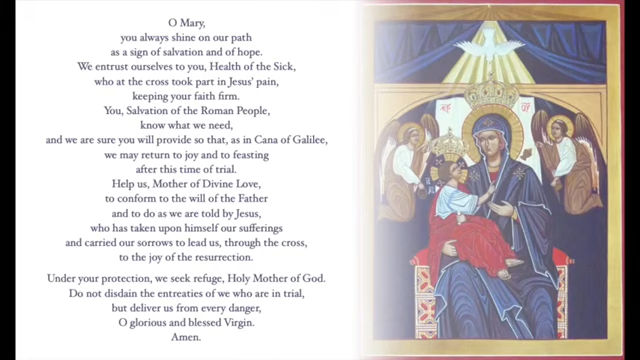 O Mary,
you always shine on our path
as a sign of salvation and of hope.
We entrust ourselves to you, Health of the Sick,
who at the cross took part in Jesus' pain,
keeping your faith firm.
You, Salvation of the Roman People,
know what we need,
and we are sure you will provide so that, as in Cana of Galilee,
we may return to joy and to feasting
after this time of trial.
Help us, Mother of Divine Love,
to conform to the will of the Father
and to do as we are told by Jesus,
who has taken upon himself our sufferings
and carried our sorrows to lead us, through the cross,
to the joy of the resurrection.
Under your protection, we seek refuge, Holy Mother of God.
Do not disdain the entreaties of we who are in trial,
but deliver us from every danger,
O glorious and blessed Virgin.
Amen.